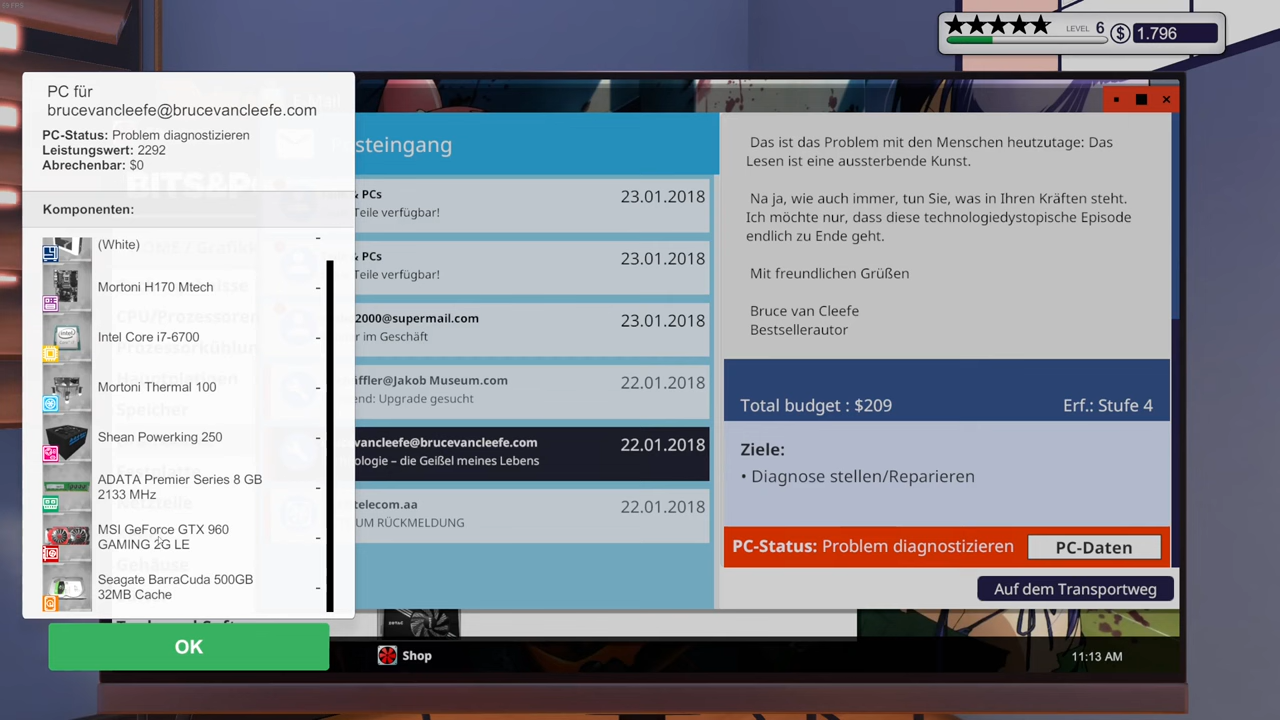 LEVEL 6
$ 1.796
PC für
brucevancleefe@brucevancleefe.com
PC-Status: Problem diagnostizieren
Leistungswert: 2292
Abrechenbar: $0
Komponenten:
(White) -
Mortoni H170 Mtech -
Intel Core i7-6700 -
Mortoni Thermal 100 -
Shean Powerking 250 -
ADATA Premier Series 8 GB
2133 MHz -
MSI GeForce GTX 960
GAMING 2G LE -
Seagate BarraCuda 500GB
32MB Cache -
OK
steingang
& PCs 23.01.2018
Teile verfügbar!
& PCs 23.01.2018
Teile verfügbar!
2000@supermail.com 23.01.2018
r im Geschäft
äffler@Jakob Museum.com 22.01.2018
end: Upgrade gesucht
vancleefe@brucevancleefe.com 22.01.2018
nologie – die Geißel meines Lebens
telecom.aa 22.01.2018
UM RÜCKMELDUNG
Das ist das Problem mit den Menschen heutzutage: Das
Lesen ist eine aussterbende Kunst.
Na ja, wie auch immer, tun Sie, was in Ihren Kräften steht.
Ich möchte nur, dass diese technologiedystopische Episode
endlich zu Ende geht.
Mit freundlichen Grüßen
Bruce van Cleefe
Bestsellerautor
Total budget : $209 Erf.: Stufe 4
Ziele:
• Diagnose stellen/Reparieren
PC-Status: Problem diagnostizieren PC-Daten
Auf dem Transportweg
Shop
11:13 AM